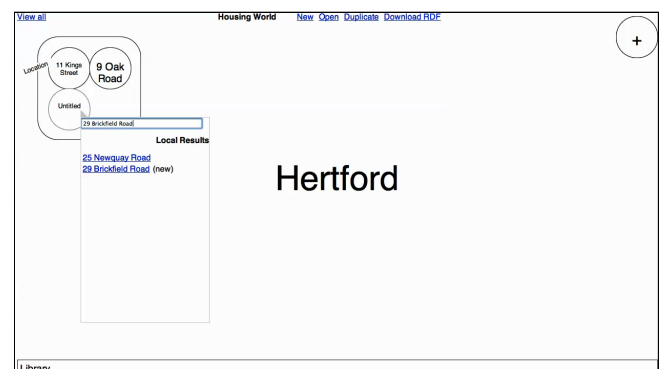 View all Housing World New Open Duplicate Download RDF
+
Location
11 Kings
Street
9 Oak
Road
Untitled
29 Brickfield Road
Local Results
25 Newquay Road
29 Brickfield Road (new)
Hertford
Library